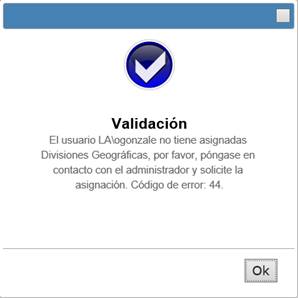 Validación
El usuario LA\ogonzale no tiene asignadas
Divisiones Geográficas, por favor, póngase en
contacto con el administrador y solicite la
asignación. Código de error: 44.
Ok